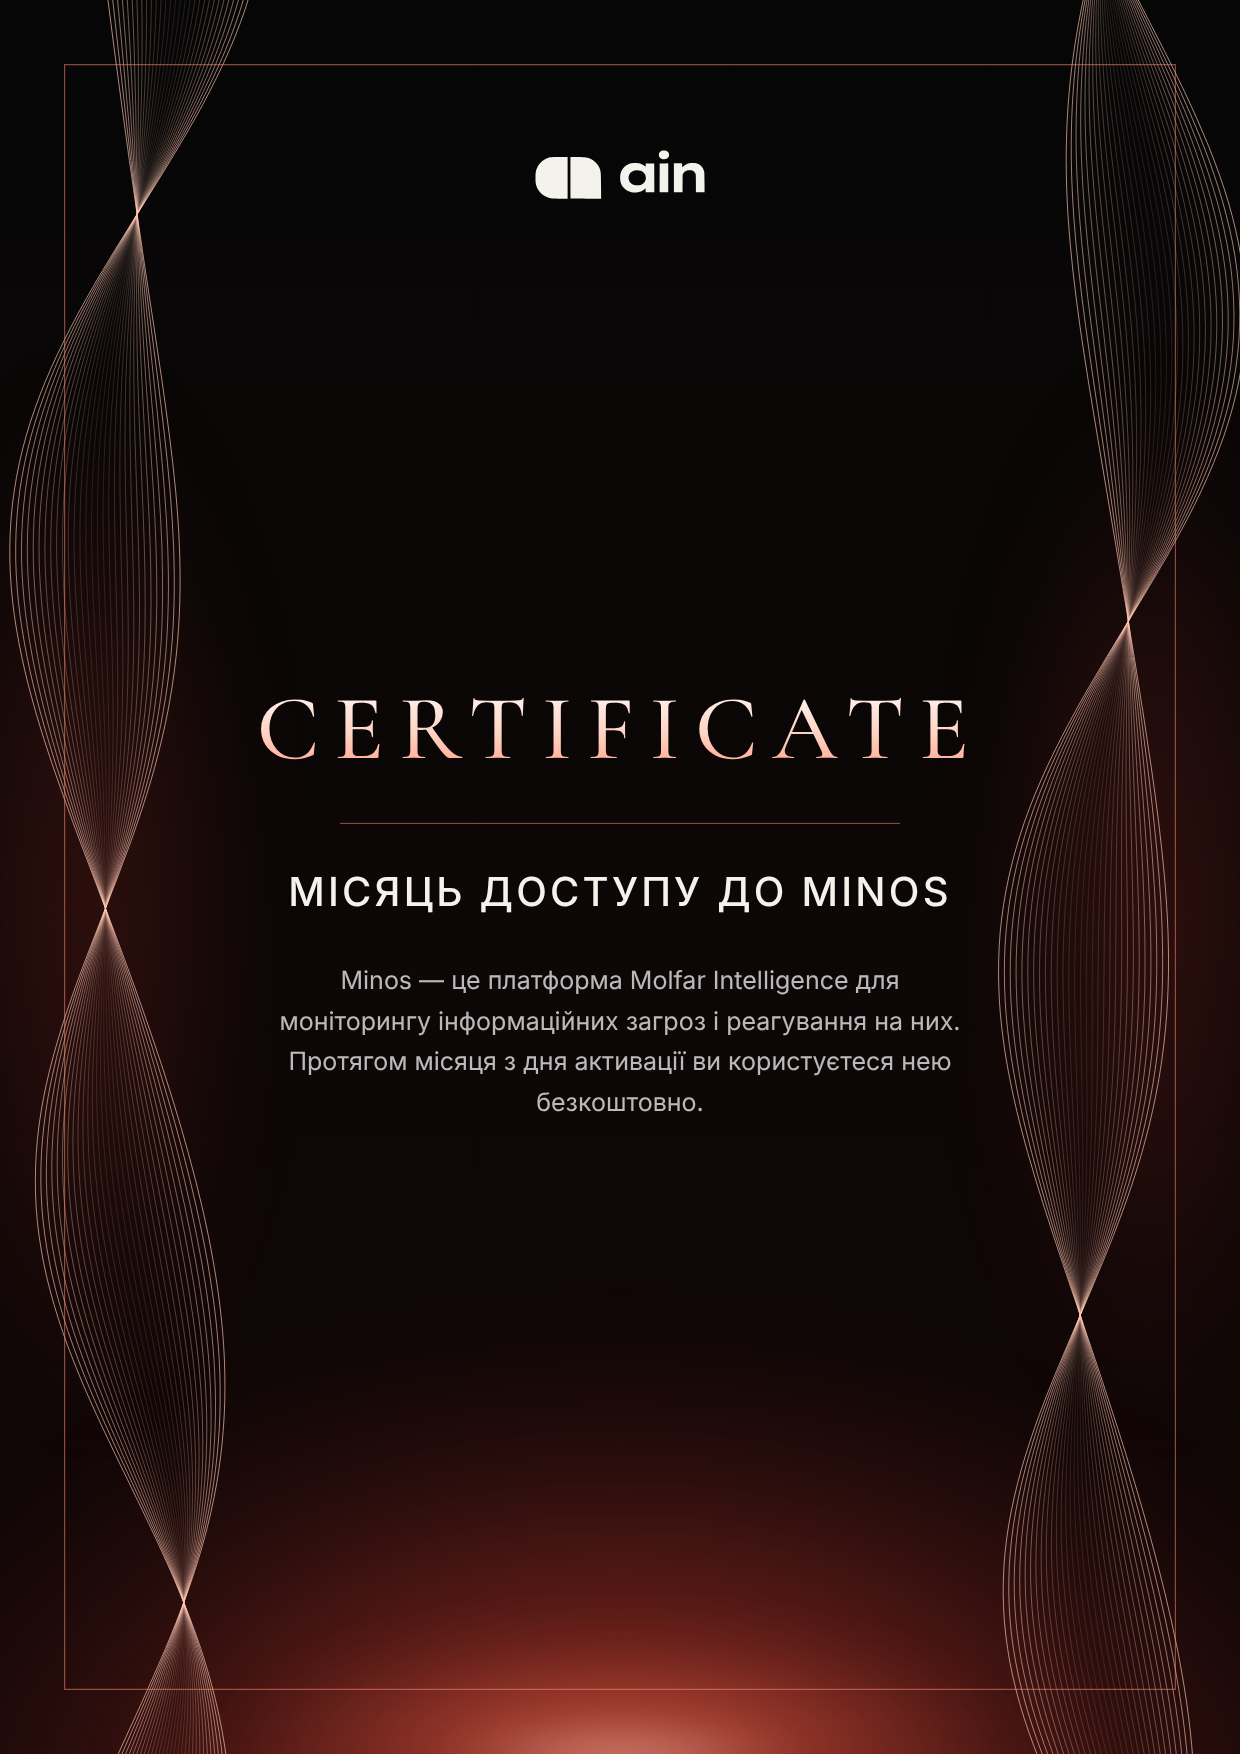 ain
CERTIFICATE
МІСЯЦЬ ДОСТУПУ ДО MINOS
Minos — це платформа Molfar Intelligence для
моніторингу інформаційних загроз і реагування на них.
Протягом місяця з дня активації ви користуєтеся нею
безкоштовно.